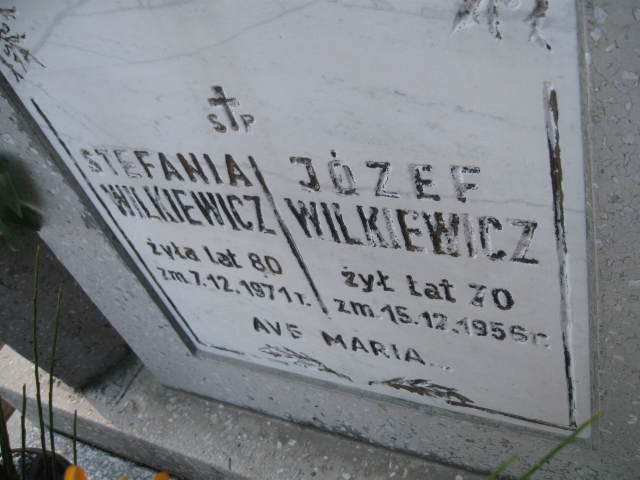 S P
STEFANIA
WILKIEWICZ
żyła lat 80
zm. 7.12.1971 r.
JÓZEF
WILKIEWICZ
żył lat 70
zm. 15.12.1956 r.
AVE MARIA...